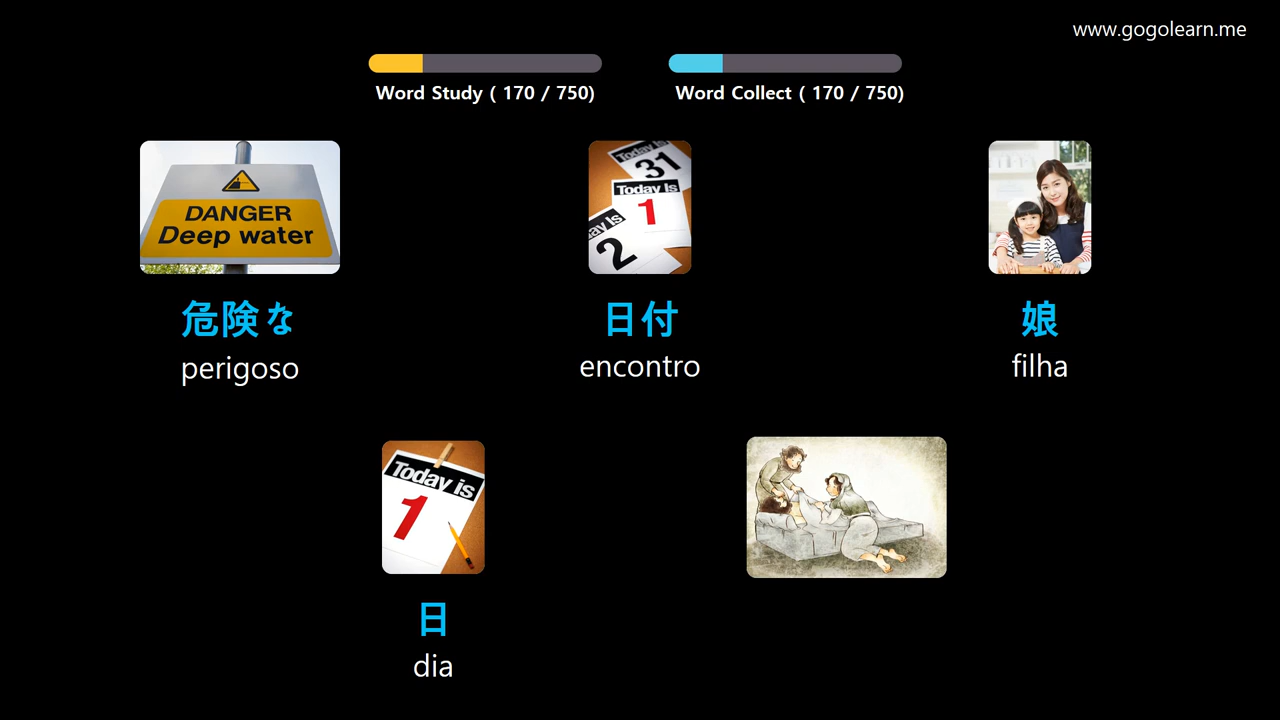 www.gogolearn.me
Word Study ( 170 / 750)
Word Collect ( 170 / 750)
DANGER
Deep water
Today Is
31
Today Is
1
day Is
2
危険な
perigoso
日付
encontro
娘
filha
Today is
1
日
dia